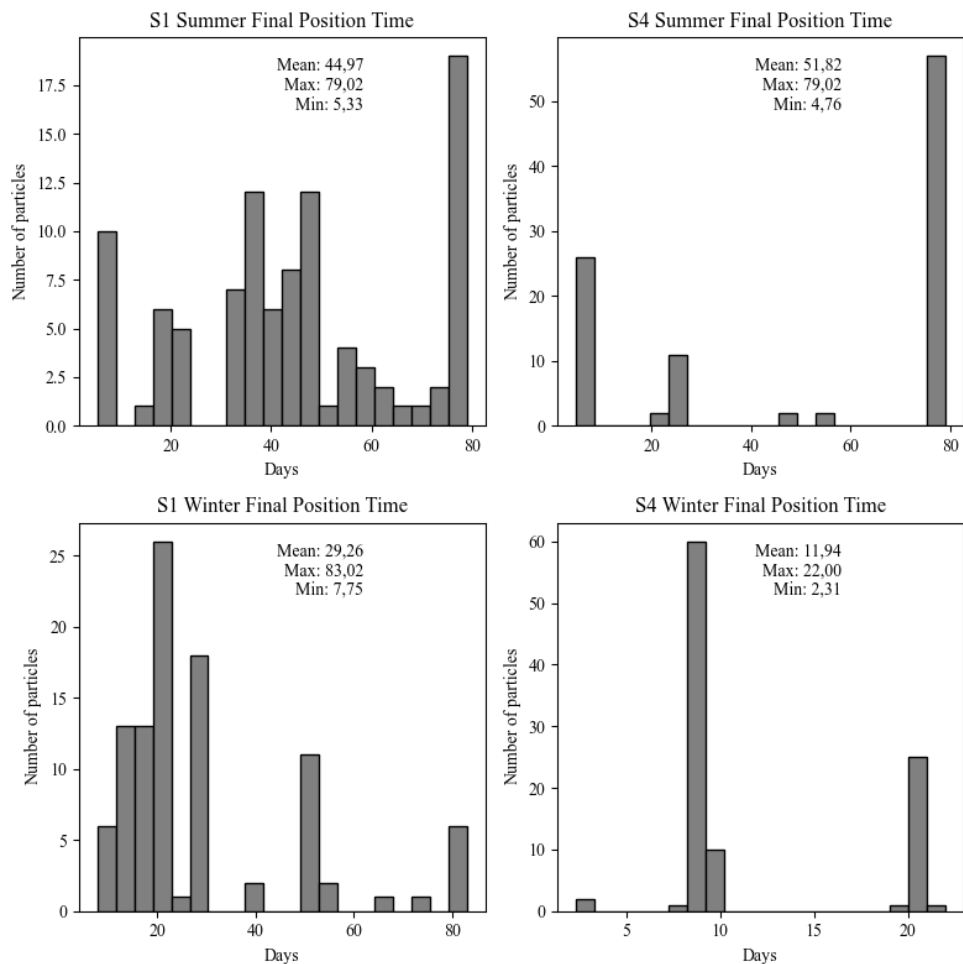 S1 Summer Final Position Time
Mean: 44,97
Max: 79,02
Min: 5,33
Number of particles
17.5
15.0
12.5
10.0
7.5
5.0
2.5
0.0
20
40
60
80
Days
S4 Summer Final Position Time
Mean: 51,82
Max: 79,02
Min: 4,76
Number of particles
50
40
30
20
10
0
20
40
60
80
Days
S1 Winter Final Position Time
Mean: 29,26
Max: 83,02
Min: 7,75
Number of particles
25
20
15
10
5
0
20
40
60
80
Days
S4 Winter Final Position Time
Mean: 11,94
Max: 22,00
Min: 2,31
Number of particles
60
50
40
30
20
10
0
5
10
15
20
Days